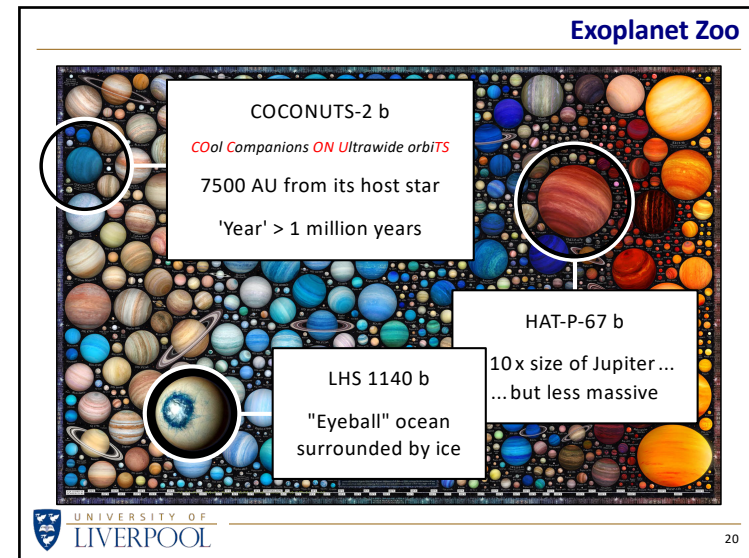 Exoplanet Zoo
COCONUTS-2 b
COol Companions ON Ultrawide orbiTS
7500 AU from its host star
'Year' > 1 million years
HAT-P-67 b
10x size of Jupiter...
...but less massive
LHS 1140 b
"Eyeball" ocean
surrounded by ice
UNIVERSITY OF
LIVERPOOL
20